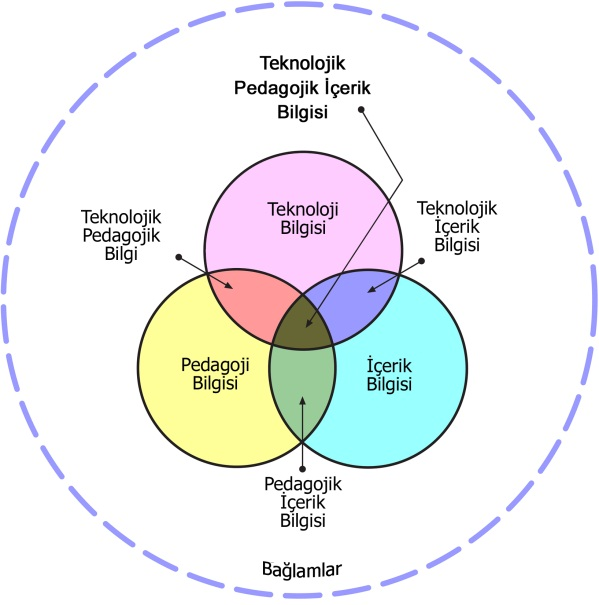 Teknolojik
Pedagojik İçerik
Bilgisi
Teknoloji
Bilgisi
Teknolojik
İçerik
Bilgisi
Teknolojik
Pedagojik
Bilgi
Pedagoji
Bilgisi
İçerik
Bilgisi
Pedagojik
İçerik
Bilgisi
Bağlamlar